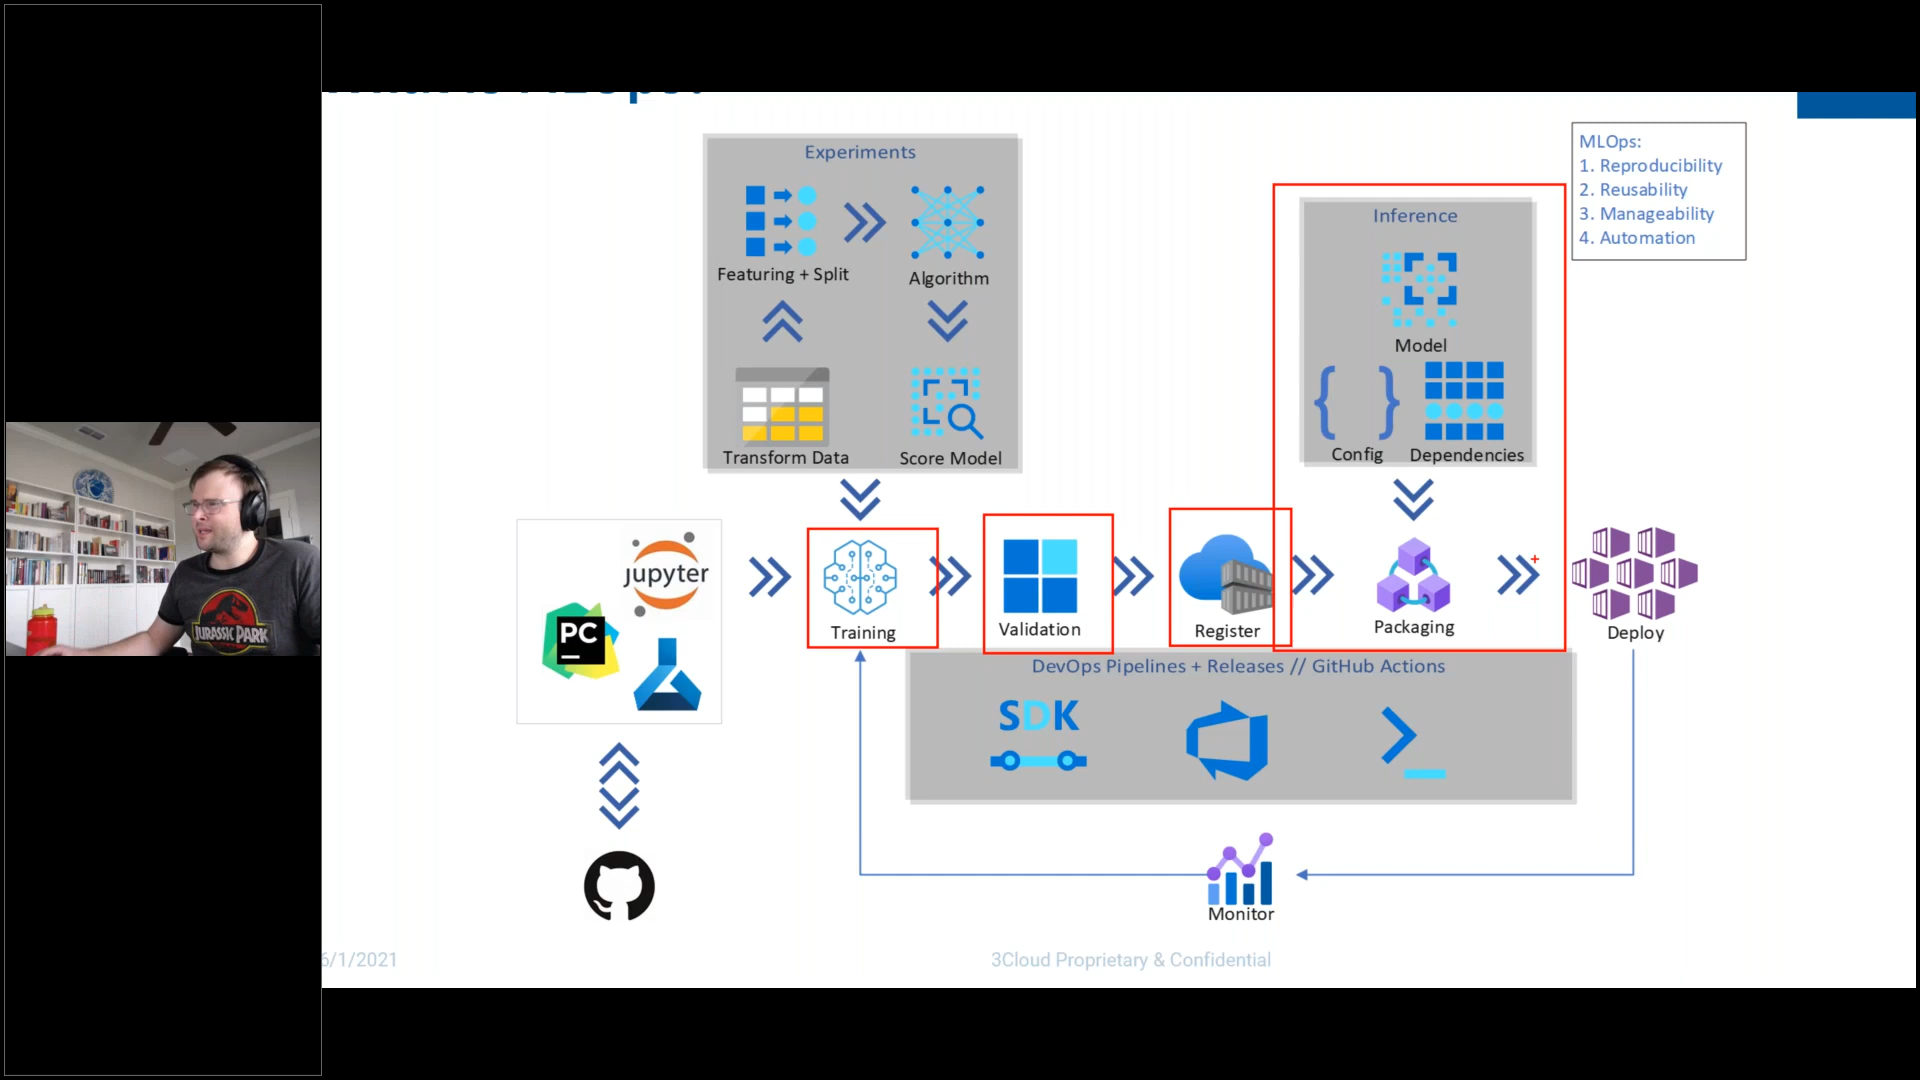 Experiments
Featuring + Split
Algorithm
Transform Data
Score Model
MLOps:
1. Reproducibility
2. Reusability
3. Manageability
4. Automation
Inference
Model
{ }
Config
Dependencies
jupyter
PC
Training
Validation
Register
Packaging
Deploy
DevOps Pipelines + Releases // GitHub Actions
SDK
Monitor
6/1/2021
3Cloud Proprietary & Confidential
JURASSIC PARK